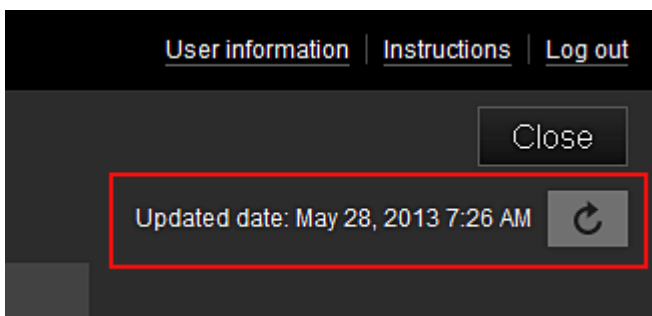 User information | Instructions | Log out
Close
Updated date: May 28, 2013 7:26 AM